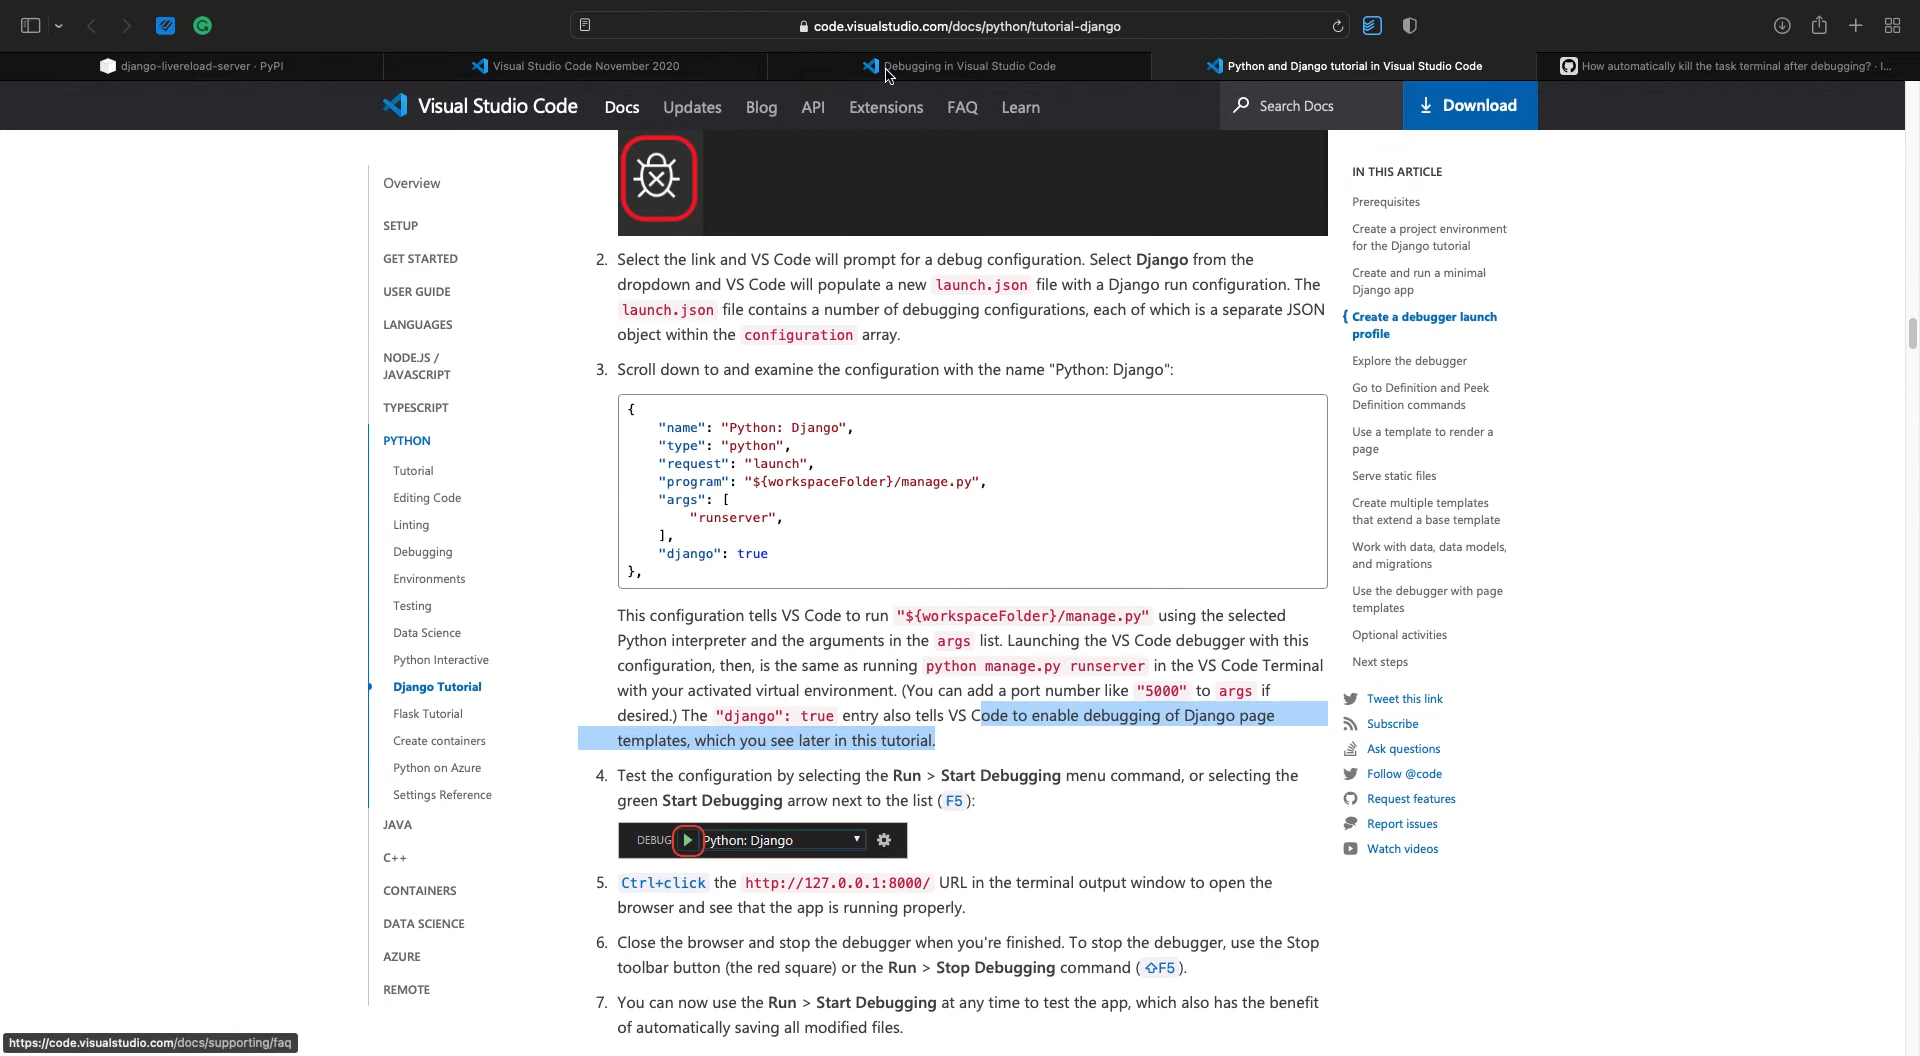 code.visualstudio.com/docs/python/tutorial-django
django-livereload-server · PyPI
Visual Studio Code November 2020
Debugging in Visual Studio Code
Python and Django tutorial in Visual Studio Code
How automatically kill the task terminal after debugging? · I...
Visual Studio Code
Docs
Updates
Blog
API
Extensions
FAQ
Learn
Search Docs
Download
Overview
SETUP
GET STARTED
USER GUIDE
LANGUAGES
NODE.JS /
JAVASCRIPT
TYPESCRIPT
PYTHON
Tutorial
Editing Code
Linting
Debugging
Environments
Testing
Data Science
Python Interactive
Django Tutorial
Flask Tutorial
Create containers
Python on Azure
Settings Reference
JAVA
C++
CONTAINERS
DATA SCIENCE
AZURE
REMOTE
2. Select the link and VS Code will prompt for a debug configuration. Select Django from the
dropdown and VS Code will populate a new launch.json file with a Django run configuration. The
launch.json file contains a number of debugging configurations, each of which is a separate JSON
object within the configuration array.
3. Scroll down to and examine the configuration with the name "Python: Django":
{
"name": "Python: Django",
"type": "python",
"request": "launch",
"program": "${workspaceFolder}/manage.py",
"args": [
"runserver",
],
"django": true
},
This configuration tells VS Code to run "${workspaceFolder}/manage.py" using the selected
Python interpreter and the arguments in the args list. Launching the VS Code debugger with this
configuration, then, is the same as running python manage.py runserver in the VS Code Terminal
with your activated virtual environment. (You can add a port number like "5000" to args if
desired.) The "django": true entry also tells VS Code to enable debugging of Django page
templates, which you see later in this tutorial.
4. Test the configuration by selecting the Run > Start Debugging menu command, or selecting the
green Start Debugging arrow next to the list (F5):
DEBUG Python: Django
5. Ctrl+click the http://127.0.0.1:8000/ URL in the terminal output window to open the
browser and see that the app is running properly.
6. Close the browser and stop the debugger when you're finished. To stop the debugger, use the Stop
toolbar button (the red square) or the Run > Stop Debugging command (⇧F5).
7. You can now use the Run > Start Debugging at any time to test the app, which also has the benefit
of automatically saving all modified files.
IN THIS ARTICLE
Prerequisites
Create a project environment
for the Django tutorial
Create and run a minimal
Django app
Create a debugger launch
profile
Explore the debugger
Go to Definition and Peek
Definition commands
Use a template to render a
page
Serve static files
Create multiple templates
that extend a base template
Work with data, data models,
and migrations
Use the debugger with page
templates
Optional activities
Next steps
Tweet this link
Subscribe
Ask questions
Follow @code
Request features
Report issues
Watch videos
https://code.visualstudio.com/docs/supporting/faq